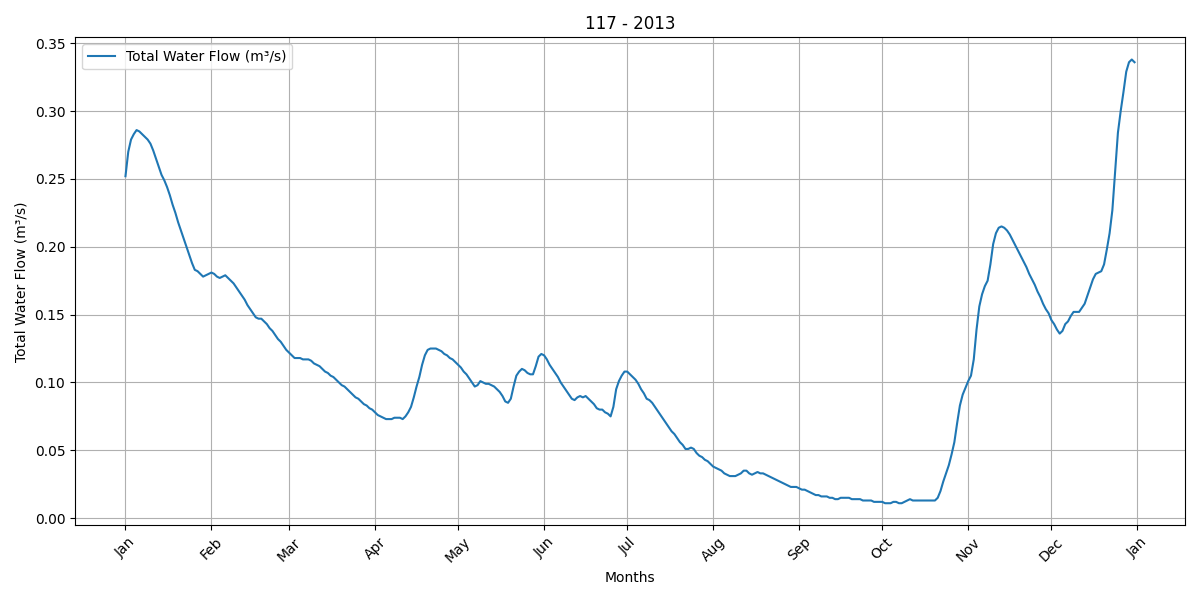 117 - 2013
Total Water Flow (m³/s)
Total Water Flow (m³/s)
0.35
0.30
0.25
0.20
0.15
0.10
0.05
0.00
Jan
Feb
Mar
Apr
May
Jun
Jul
Aug
Sep
Oct
Nov
Dec
Jan
Months